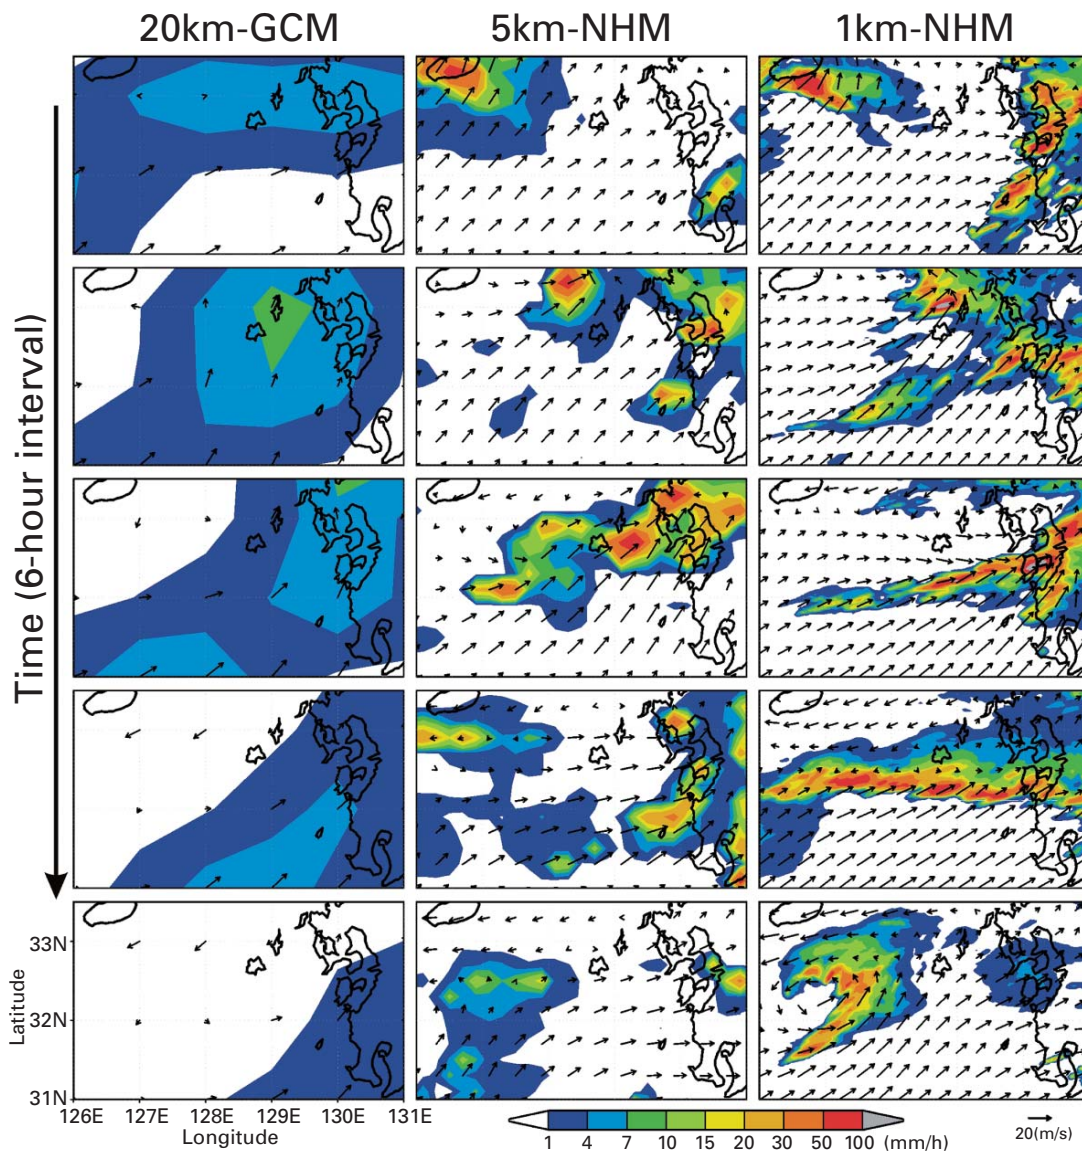 20km-GCM 5km-NHM 1km-NHM
Time (6-hour interval)
33N
32N
31N
Latitude
126E 127E 128E 129E 130E 131E
Longitude
1 4 7 10 15 20 30 50 100 (mm/h)
20(m/s)